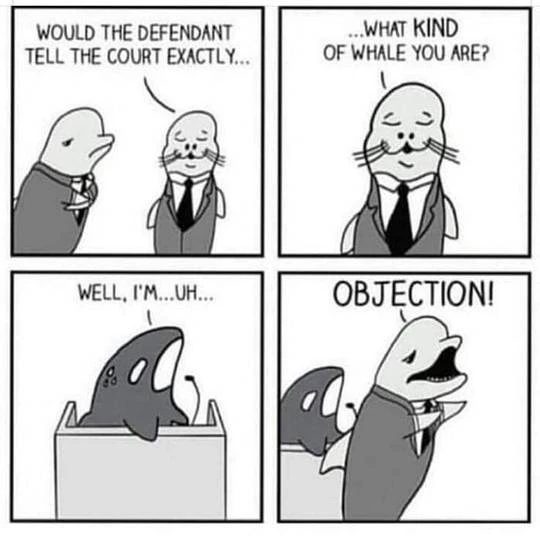 WOULD THE DEFENDANT
TELL THE COURT EXACTLY...
...WHAT KIND
OF WHALE YOU ARE?
WELL, I'M...UH...
OBJECTION!